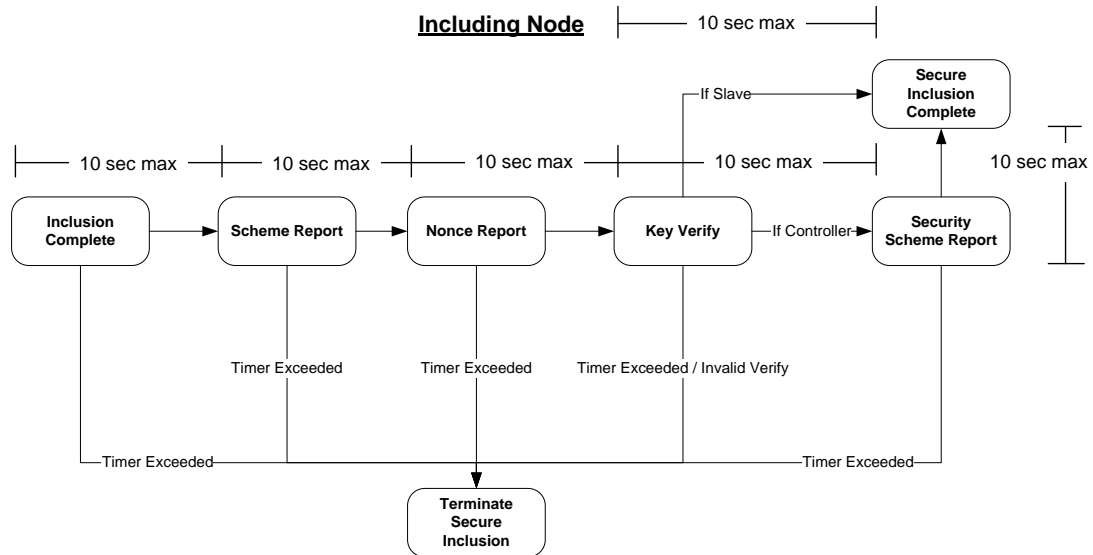 Including Node
10 sec max
Secure
Inclusion
Complete
If Slave
10 sec max
10 sec max
10 sec max
10 sec max
10 sec max
Inclusion
Complete
Scheme Report
Nonce Report
Key Verify
If Controller
Security
Scheme Report
Timer Exceeded
Timer Exceeded
Timer Exceeded / Invalid Verify
Timer Exceeded
Timer Exceeded
Terminate
Secure
Inclusion